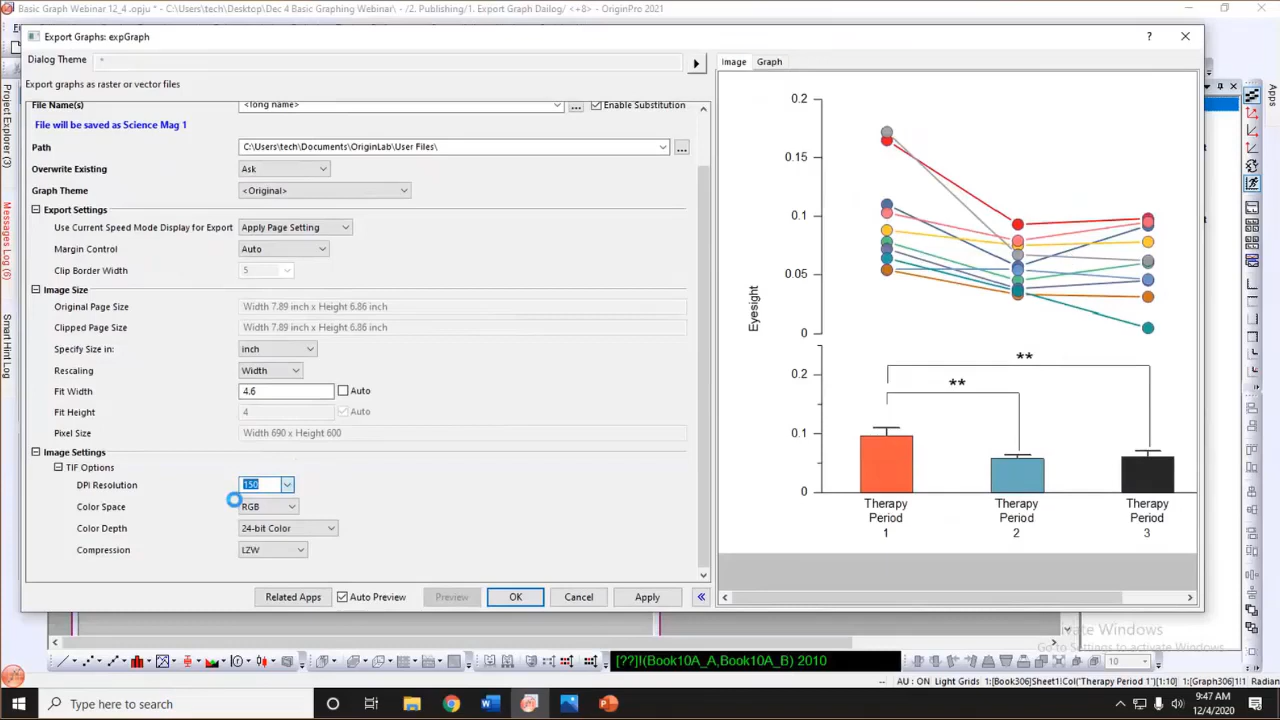 Basic Graph Webinar 12_4.opju * - C:\Users\tech\Desktop\Dec 4 Basic Graphing Webinar\ - /2. Publishing/1. Export Graph Dailog/ <+8> - OriginPro 2021
Export Graphs: expGraph
Dialog Theme *
Export graphs as raster or vector files
File Name(s) <long name> ... Enable Substitution
File will be saved as Science Mag 1
Path C:\Users\tech\Documents\OriginLab\User Files\ ...
Overwrite Existing Ask
Graph Theme <Original>
Export Settings
Use Current Speed Mode Display for Export Apply Page Setting
Margin Control Auto
Clip Border Width 5
Image Size
Original Page Size Width 7.89 inch x Height 6.86 inch
Clipped Page Size Width 7.89 inch x Height 6.86 inch
Specify Size in: inch
Rescaling Width
Fit Width 4.6 Auto
Fit Height 4 Auto
Pixel Size Width 690 x Height 600
Image Settings
TIF Options
DPI Resolution 150
Color Space RGB
Color Depth 24-bit Color
Compression LZW
Related Apps Auto Preview Preview OK Cancel Apply «
Image Graph
0.2
0.15
0.1
0.05
0
Eyesight
0.2
0.1
0
**
**
Therapy Period 1
Therapy Period 2
Therapy Period 3
Project Explorer (3)
Messages Log (6)
Smart Hint Log
Apps
Activate Windows
Go to Settings to activate Windows
[??]!(Book10A_A,Book10A_B) 2010
10
-- AU : ON Light Grids 1:[Book306]Sheet1!Col("Therapy Period 1")[1:10] 1:[Graph306]1!1 Radian
Type here to search
9:47 AM
12/4/2020